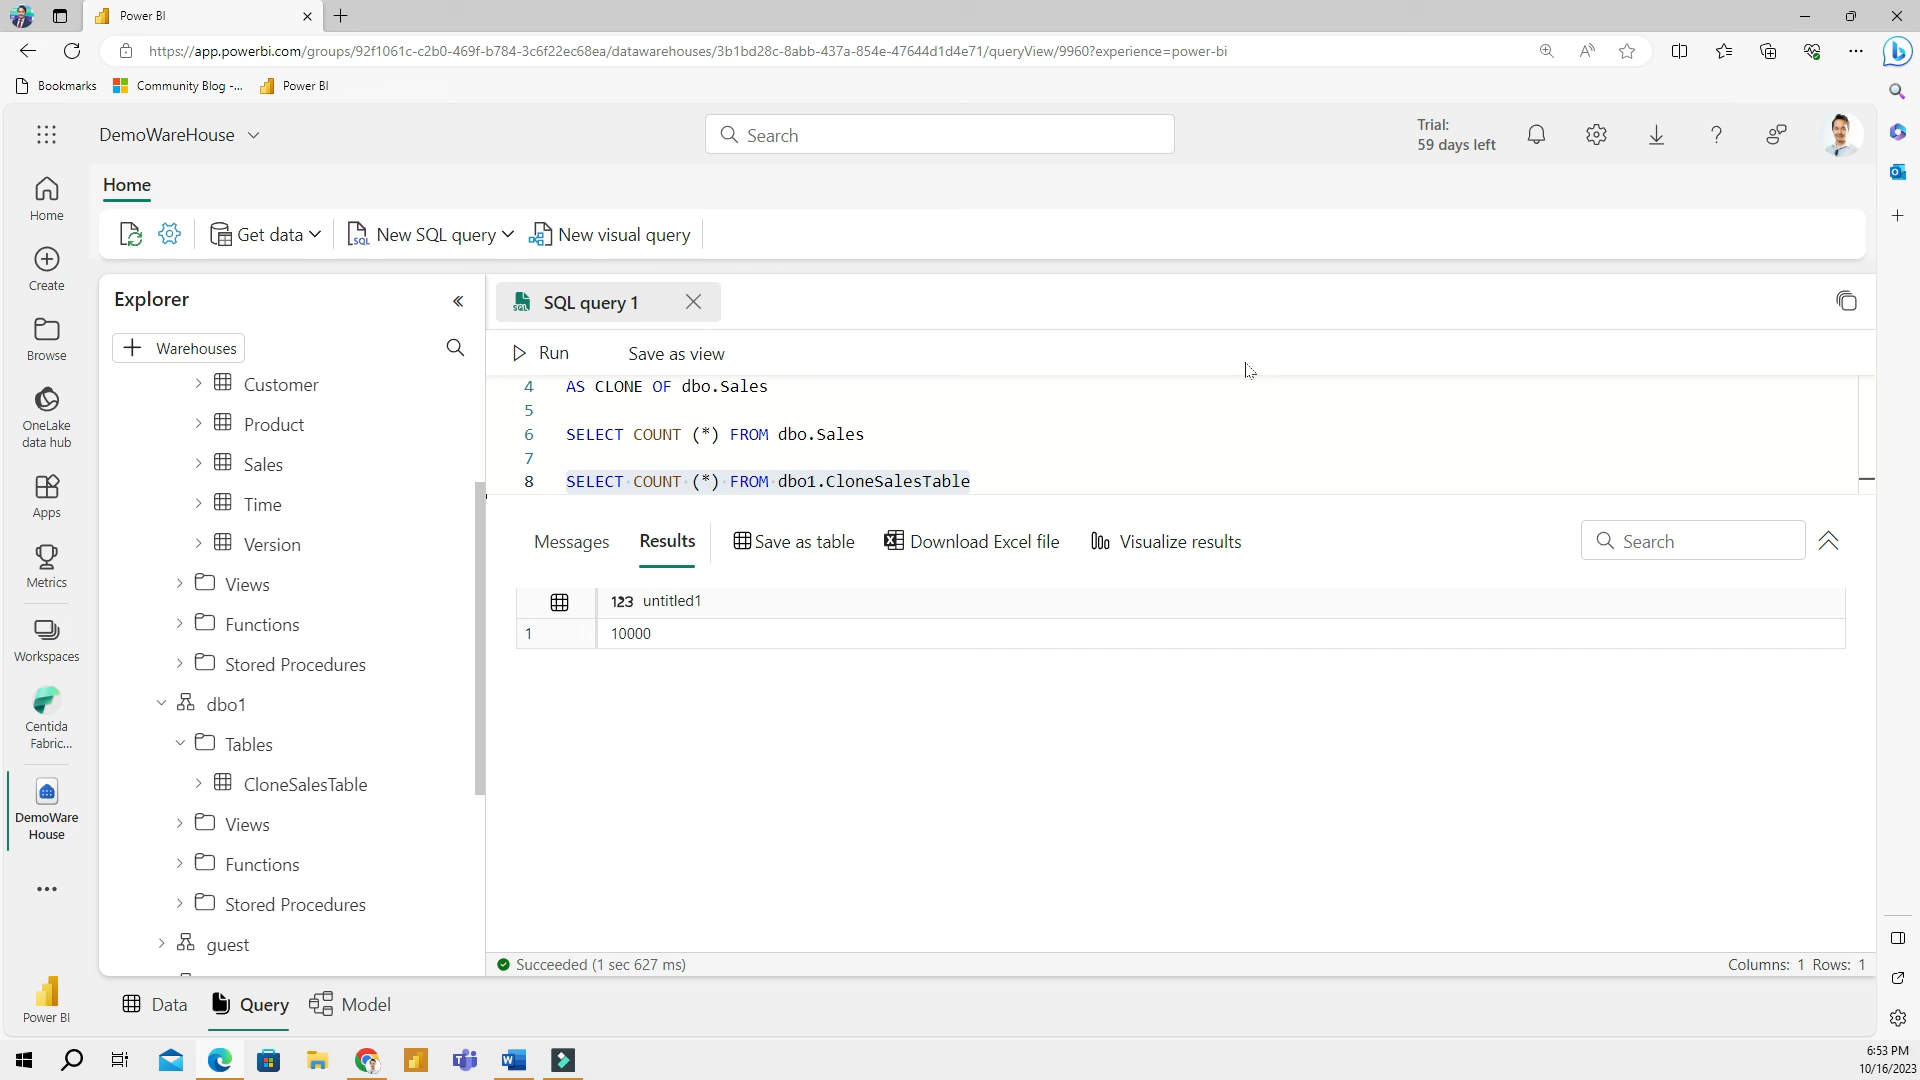 Power BI
https://app.powerbi.com/groups/92f1061c-c2b0-469f-b784-3c6f22ec68ea/datawarehouses/3b1bd28c-8abb-437a-854e-47644d1d4e71/queryView/9960?experience=power-bi
Bookmarks
Community Blog -...
Power BI
DemoWareHouse
Search
Trial:
59 days left
Home
Get data
New SQL query
New visual query
Home
Create
Browse
OneLake
data hub
Apps
Metrics
Workspaces
Centida
Fabric...
DemoWare
House
Power BI
Explorer
Warehouses
Customer
Product
Sales
Time
Version
Views
Functions
Stored Procedures
dbo1
Tables
CloneSalesTable
Views
Functions
Stored Procedures
guest
SQL query 1
Run
Save as view
4 AS CLONE OF dbo.Sales
5
6 SELECT COUNT (*) FROM dbo.Sales
7
8 SELECT COUNT (*) FROM dbo1.CloneSalesTable
Messages
Results
Save as table
Download Excel file
Visualize results
Search
123 untitled1
1 10000
Succeeded (1 sec 627 ms)
Columns: 1 Rows: 1
Data
Query
Model
6:53 PM
10/16/2023